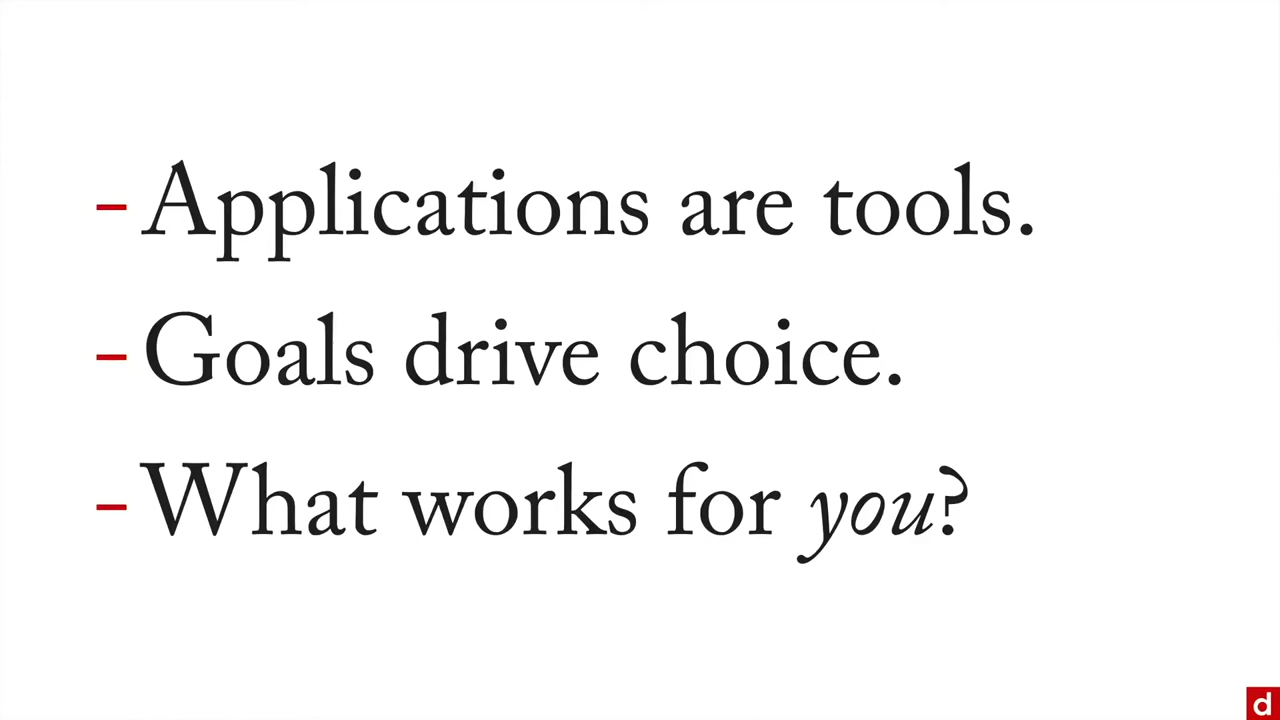 - Applications are tools.
- Goals drive choice.
- What works for you?
d